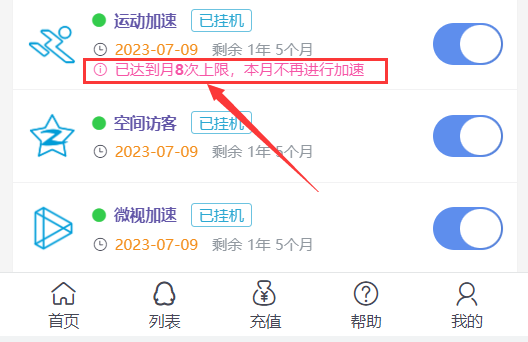 运动加速 已挂机
2023-07-09 剩余 1年 5个月
已达到月8次上限，本月不再进行加速
空间访客 已挂机
2023-07-09 剩余 1年 5个月
微视加速 已挂机
2023-07-09 剩余 1年 5个月
首页 列表 充值 帮助 我的